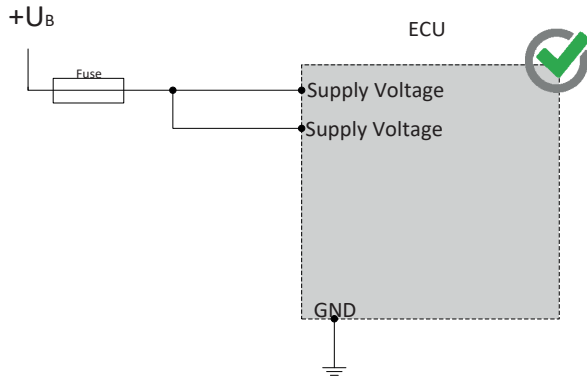 +UB
ECU
Fuse
Supply Voltage
Supply Voltage
GND